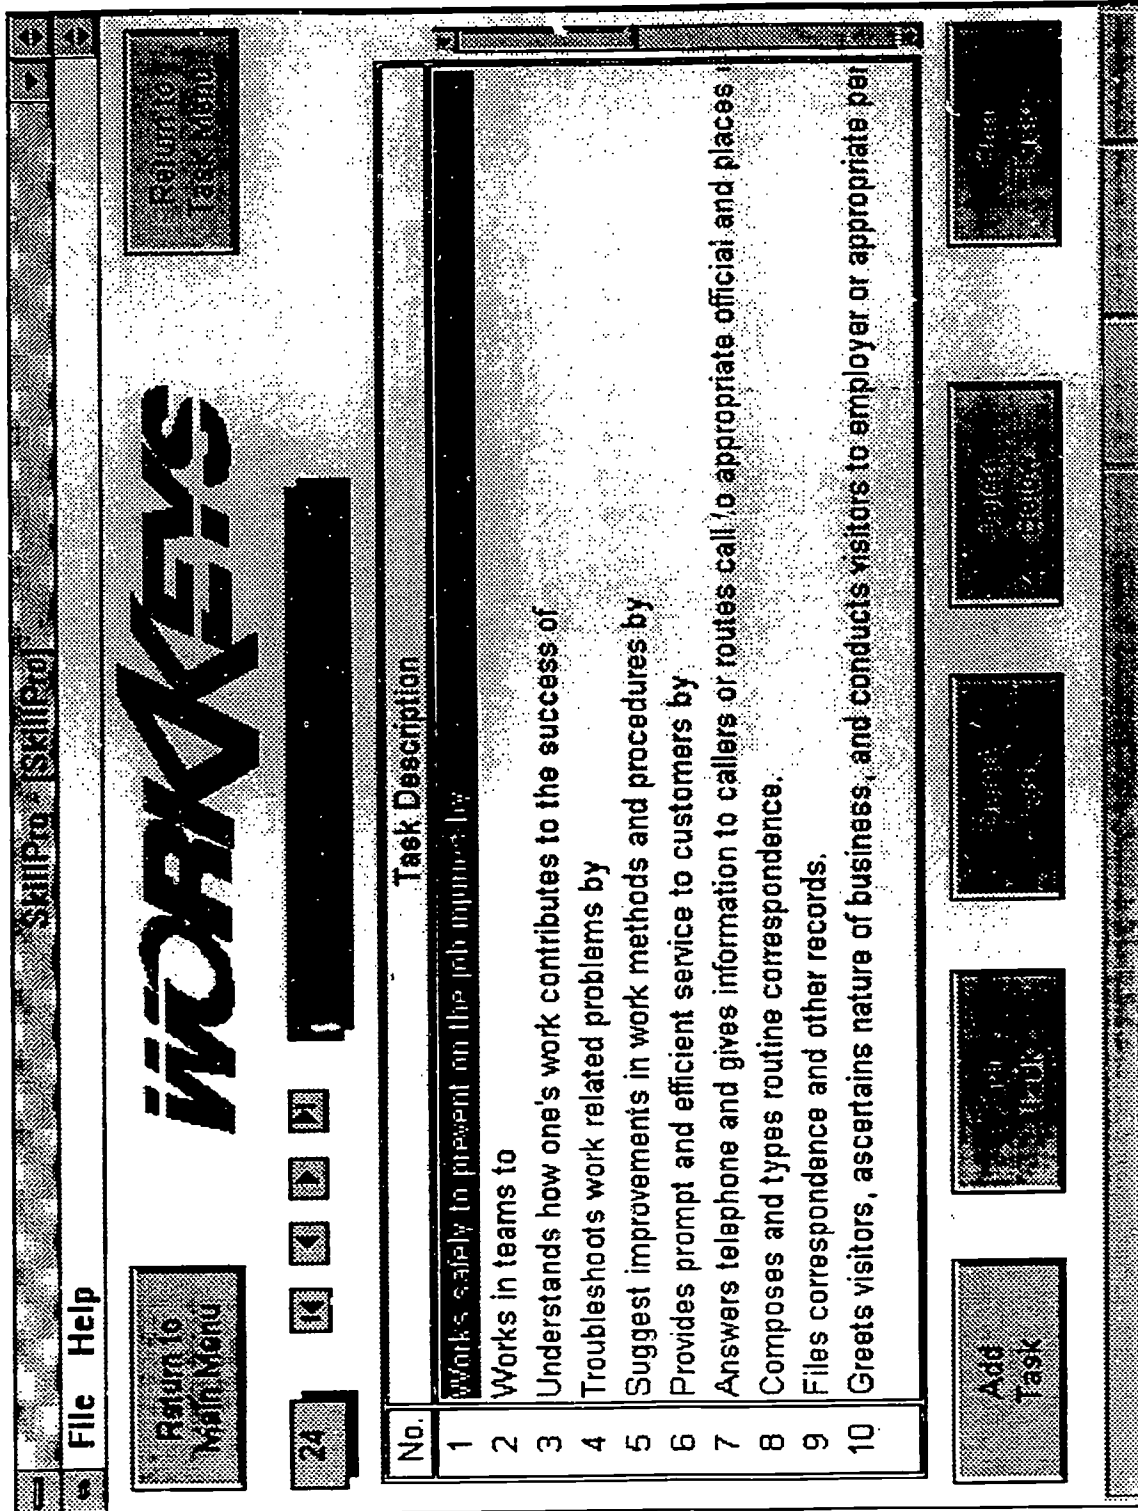 SkillPro - [SkillPro]
File Help
Return to
Main Menu
WORKKEYS
Return to
Task Menu
24
No. Task Description
1 Works safely to prevent on the job injuries by
2 Works in teams to
3 Understands how one's work contributes to the success of
4 Troubleshoots work related problems by
5 Suggest improvements in work methods and procedures by
6 Provides prompt and efficient service to customers by
7 Answers telephone and gives information to callers or routes call to appropriate official and places
8 Composes and types routine correspondence.
9 Files correspondence and other records.
10 Greets visitors, ascertains nature of business, and conducts visitors to employer or appropriate per
Add
Task